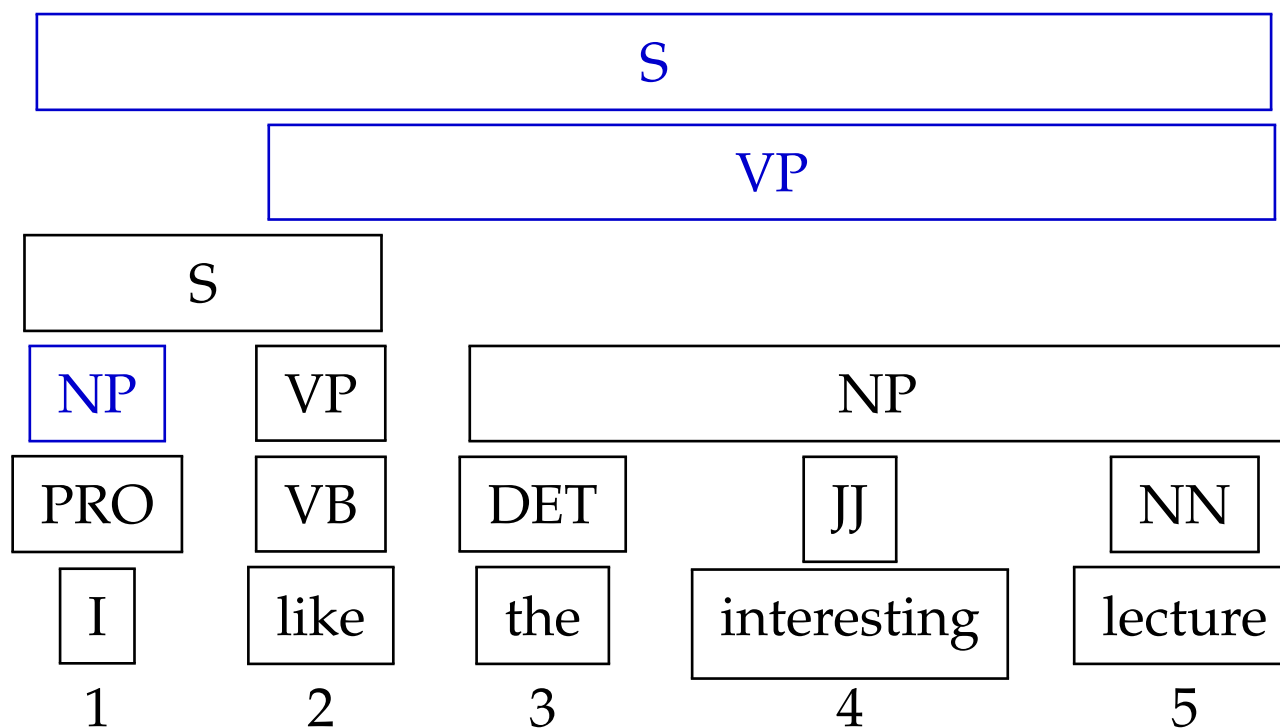 S
VP
S
NP VP NP
PRO VB DET JJ NN
I like the interesting lecture
1 2 3 4 5